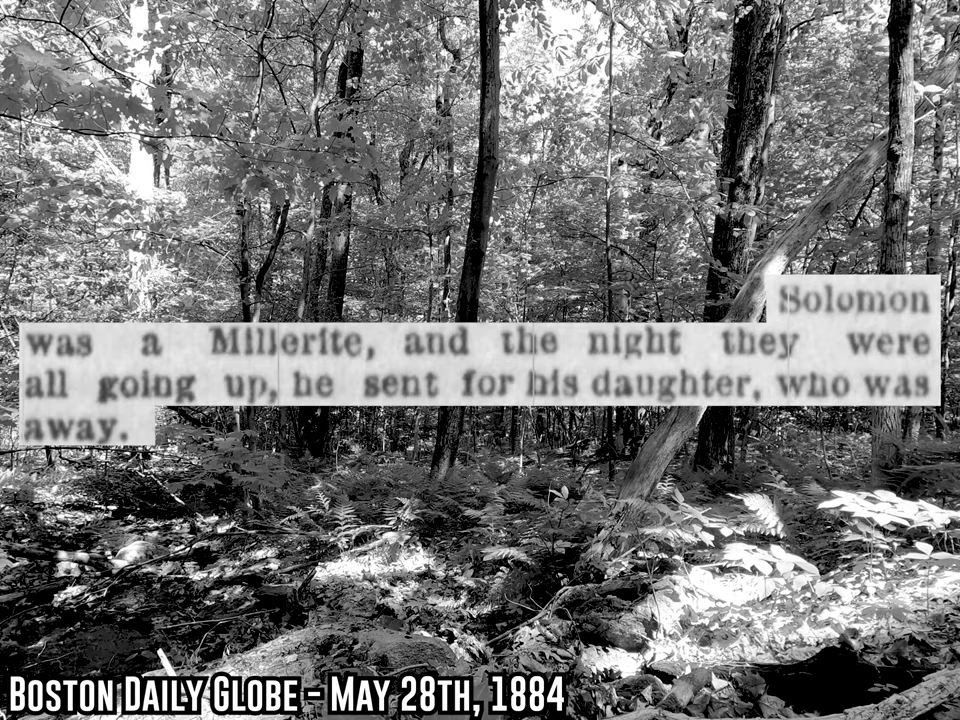 Solomon
was a Millerite, and the night they were
all going up, he sent for his daughter, who was
away.
BOSTON DAILY GLOBE - MAY 28TH, 1884